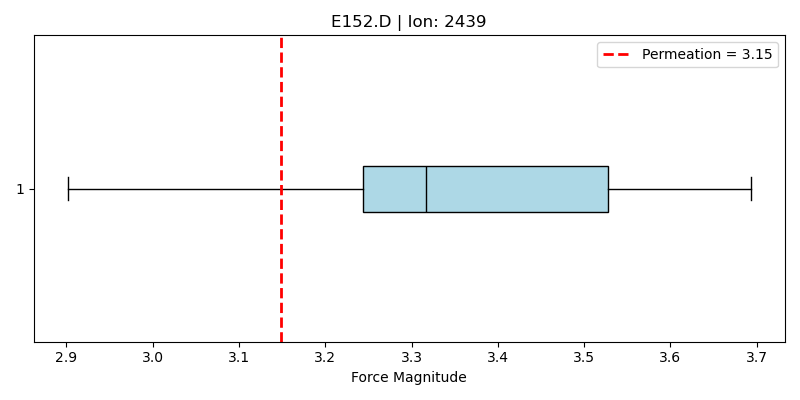 E152.D | Ion: 2439
Permeation = 3.15
1
2.9 3.0 3.1 3.2 3.3 3.4 3.5 3.6 3.7
Force Magnitude